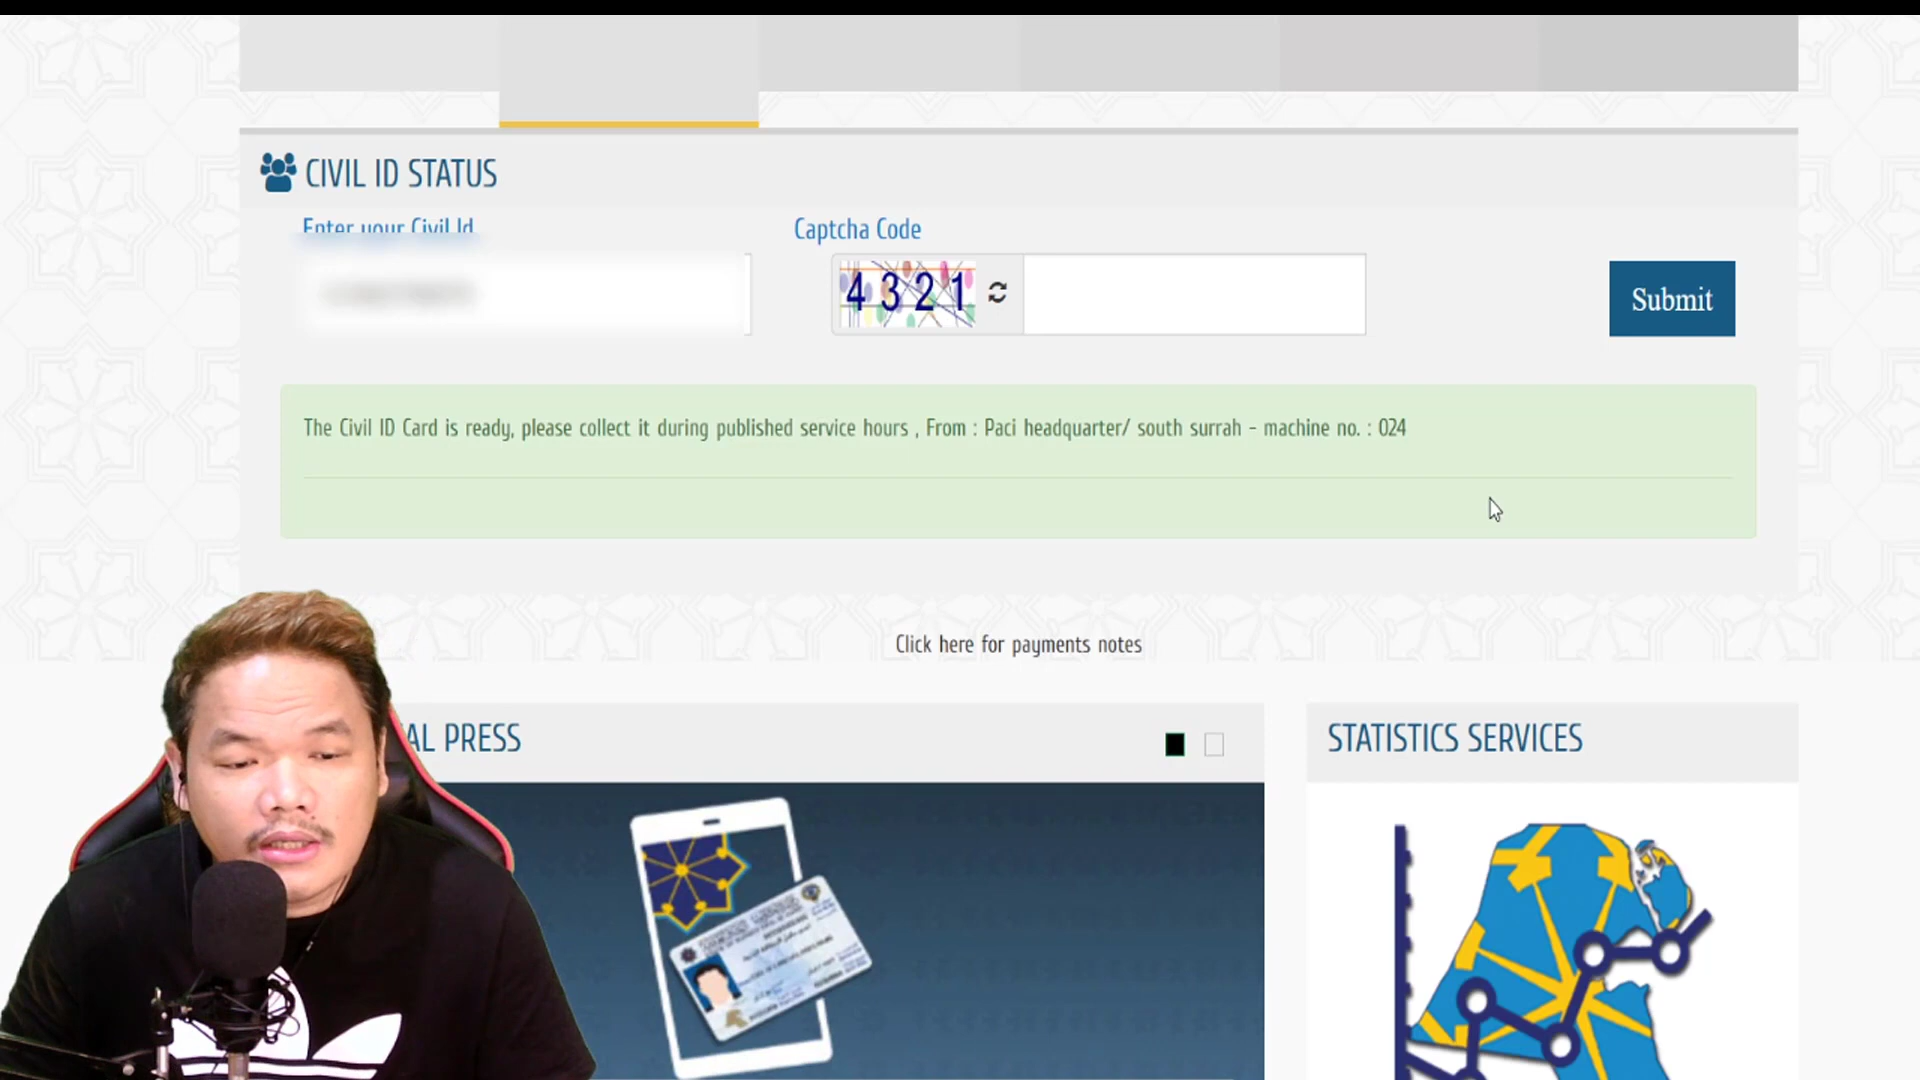 CIVIL ID STATUS
Enter your Civil Id
Captcha Code
4321
Submit
The Civil ID Card is ready, please collect it during published service hours , From : Paci headquarter/ south surrah - machine no. : 024
Click here for payments notes
AL PRESS
STATISTICS SERVICES